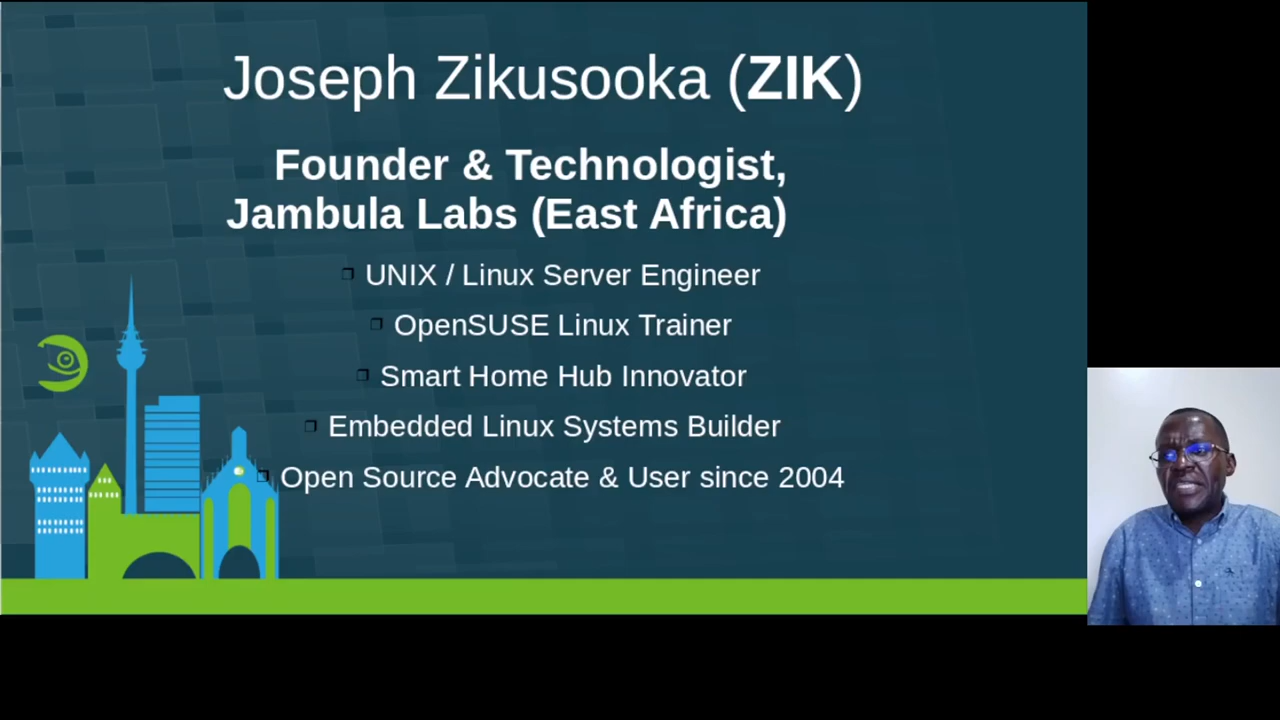 Joseph Zikusooka (ZIK)
Founder & Technologist,
Jambula Labs (East Africa)
UNIX / Linux Server Engineer
OpenSUSE Linux Trainer
Smart Home Hub Innovator
Embedded Linux Systems Builder
Open Source Advocate & User since 2004